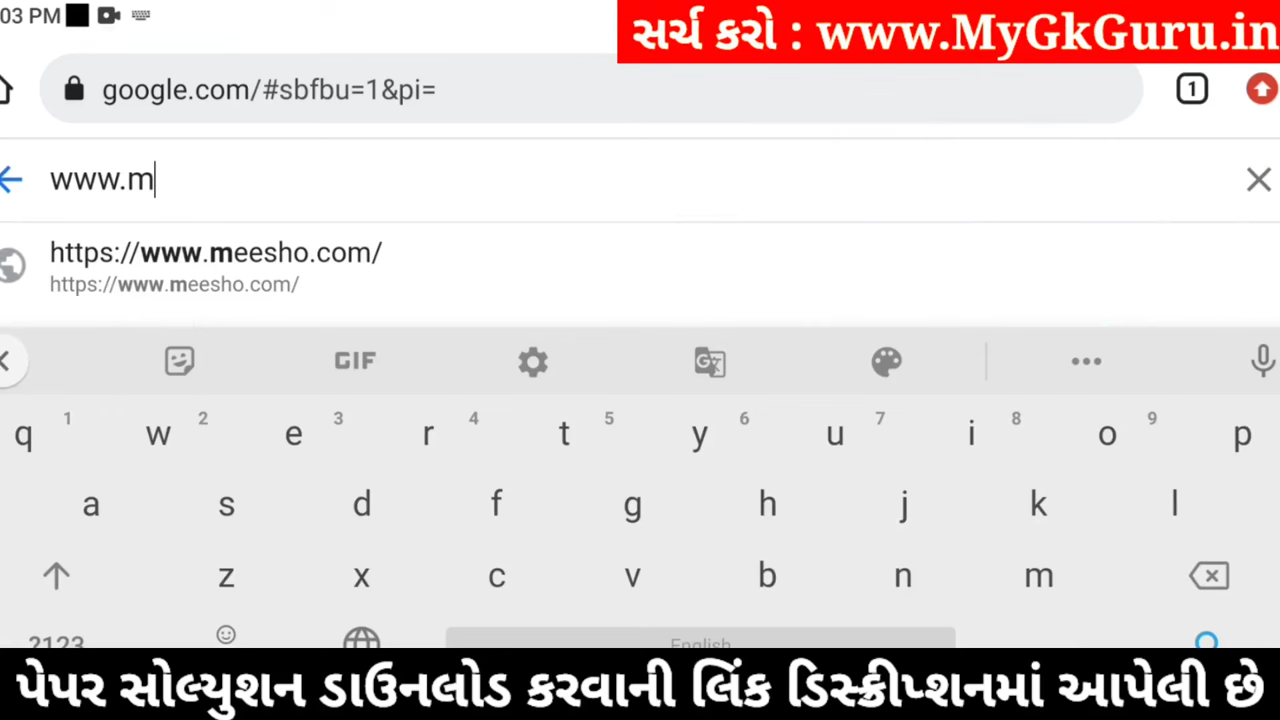 03 PM
સર્ચ કરો : www.MyGkGuru.in
google.com/#sbfbu=1&pi=
1
www.m
https://www.meesho.com/
https://www.meesho.com/
GIF
q 1 w 2 e 3 r 4 t 5 y 6 u 7 i 8 o 9 p
a s d f g h j k l
z x c v b n m
?123 English
પેપર સોલ્યુશન ડાઉનલોડ કરવાની લિંક ડિસ્ક્રીપ્શનમાં આપેલી છે